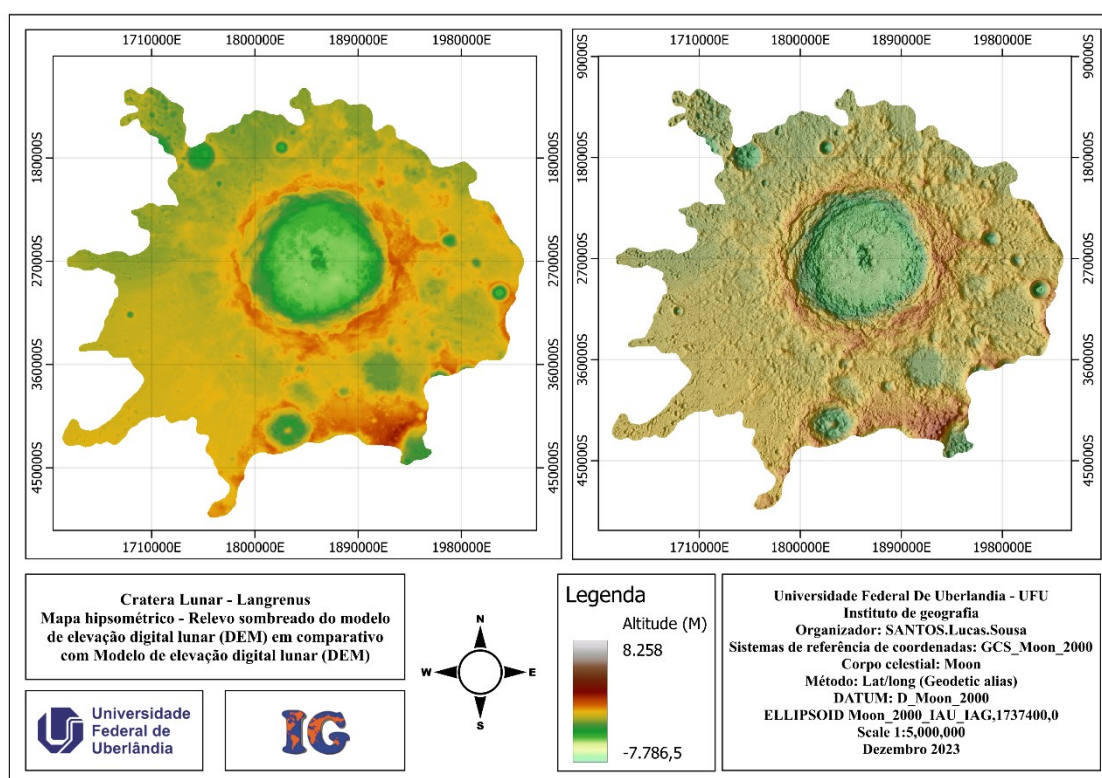 1710000E 1800000E 1890000E 1980000E
1710000E 1800000E 1890000E 1980000E
90000S
180000S 180000S 180000S 180000S
270000S 270000S 270000S 270000S
360000S 360000S 360000S 360000S
450000S 450000S 450000S 450000S
90000S
1710000E 1800000E 1890000E 1980000E
1710000E 1800000E 1890000E 1980000E
Cratera Lunar - Langrenus
Mapa hipsométrico - Relevo sombreado do modelo
de elevação digital lunar (DEM) em comparativo
com Modelo de elevação digital lunar (DEM)
Universidade
Federal de
Uberlândia
IG
N
W E
S
Legenda
Altitude (M)
8.258
-7.786,5
Universidade Federal De Uberlandia - UFU
Instituto de geografia
Organizador: SANTOS.Lucas.Sousa
Sistemas de referência de coordenadas: GCS_Moon_2000
Corpo celestial: Moon
Método: Lat/long (Geodetic alias)
DATUM: D_Moon_2000
ELLIPSOID Moon_2000_IAU_IAG,1737400,0
Scale 1:5,000,000
Dezembro 2023